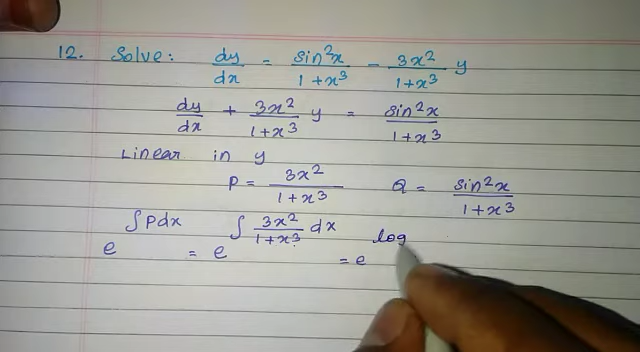 12. Solve: dy/dx = sin²x/1+x³ - 3x²/1+x³ y
dy/dx + 3x²/1+x³ y = sin²x/1+x³
Linear in y
P = 3x²/1+x³ Q = sin²x/1+x³
e^∫Pdx = e^∫3x²/1+x³ dx = e^log